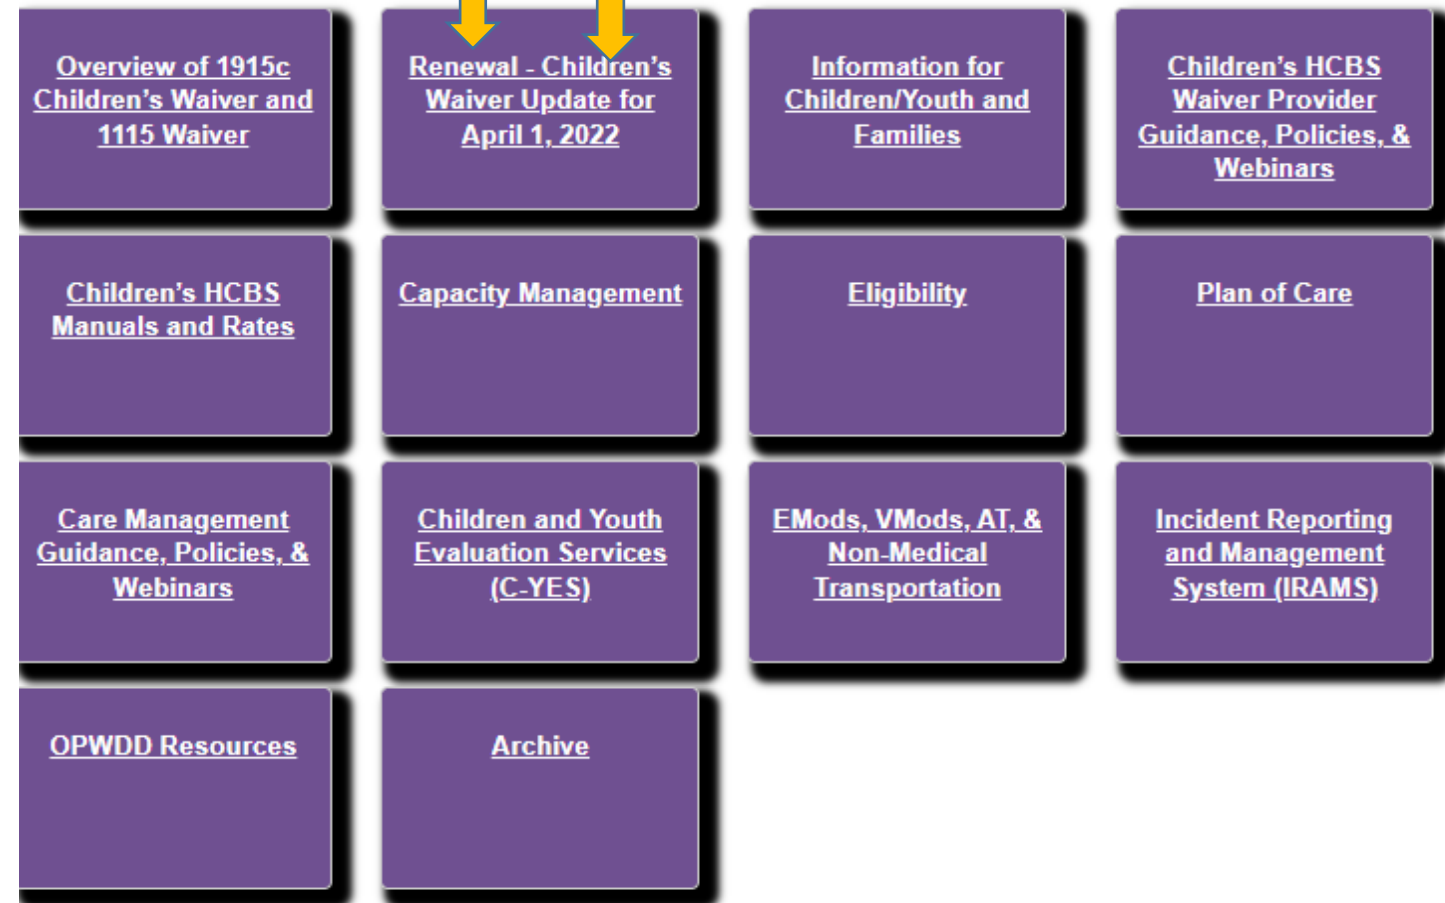 Overview of 1915c
Children's Waiver and
1115 Waiver
Renewal - Children's
Waiver Update for
April 1, 2022
Information for
Children/Youth and
Families
Children's HCBS
Waiver Provider
Guidance, Policies, &
Webinars
Children's HCBS
Manuals and Rates
Capacity Management
Eligibility
Plan of Care
Care Management
Guidance, Policies, &
Webinars
Children and Youth
Evaluation Services
(C-YES)
EMods, VMods, AT, &
Non-Medical
Transportation
Incident Reporting
and Management
System (IRAMS)
OPWDD Resources
Archive